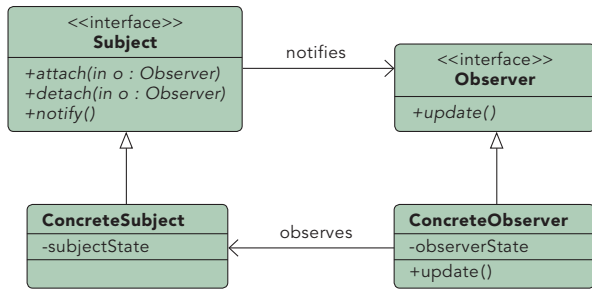 <<interface>>
Subject
+attach(in o : Observer)
+detach(in o : Observer)
+notify()
notifies
<<interface>>
Observer
+update()
ConcreteSubject
-subjectState
observes
ConcreteObserver
-observerState
+update()